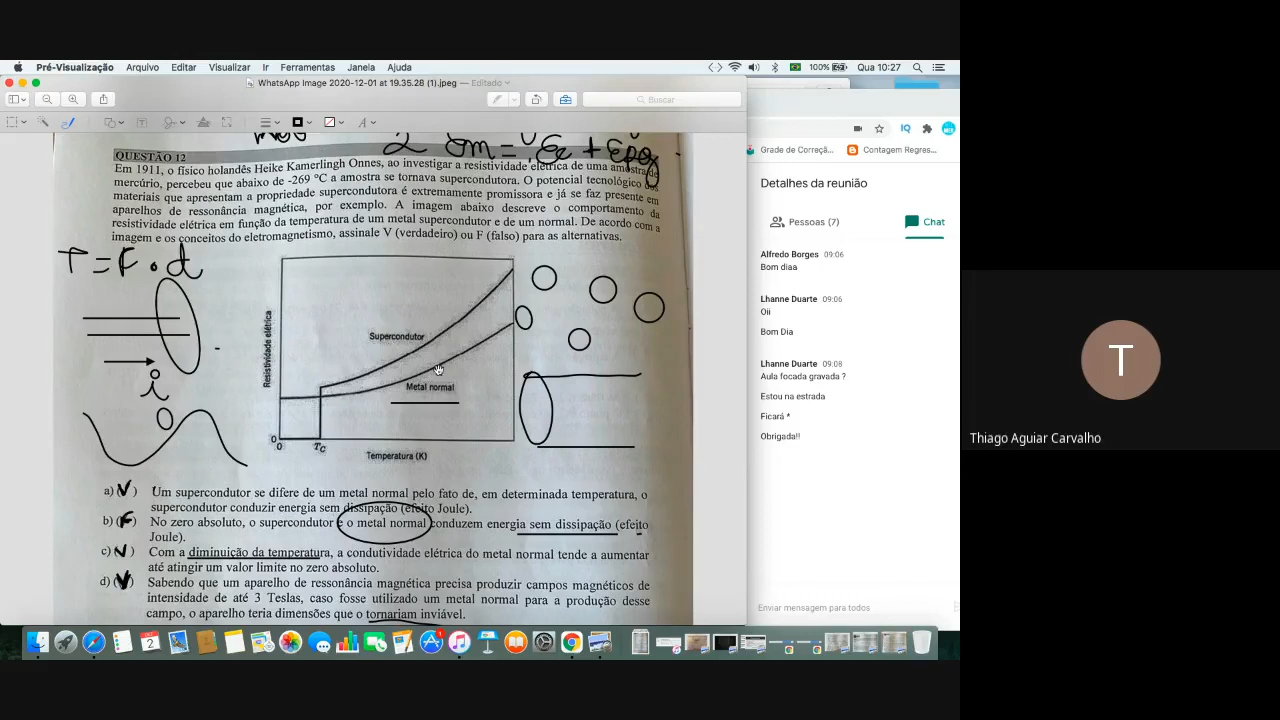 Pré-Visualização Arquivo Editar Visualizar Ir Ferramentas Janela Ajuda
100% Qua 10:27
WhatsApp Image 2020-12-01 at 19.35.28 (1).jpeg — Editado
Buscar
QUESTÃO 12
Em 1911, o físico holandês Heike Kamerlingh Onnes, ao investigar a resistividade elétrica de uma amostra de
mercúrio, percebeu que abaixo de -269 °C a amostra se tornava supercondutora. O potencial tecnológico dos
materiais que apresentam a propriedade supercondutora é extremamente promissora e já se faz presente em
aparelhos de ressonância magnética, por exemplo. A imagem abaixo descreve o comportamento da
resistividade elétrica em função da temperatura de um metal supercondutor e de um normal. De acordo com a
imagem e os conceitos do eletromagnetismo, assinale V (verdadeiro) ou F (falso) para as alternativas.
T = F . d
i
Resistividade elétrica
Supercondutor
Metal normal
0
0
Tc
Temperatura (K)
a) (V) Um supercondutor se difere de um metal normal pelo fato de, em determinada temperatura, o
supercondutor conduzir energia sem dissipação (efeito Joule).
b) (F) No zero absoluto, o supercondutor e o metal normal conduzem energia sem dissipação (efeito
Joule).
c) (V) Com a diminuição da temperatura, a condutividade elétrica do metal normal tende a aumentar
até atingir um valor limite no zero absoluto.
d) (V) Sabendo que um aparelho de ressonância magnética precisa produzir campos magnéticos de
intensidade de até 3 Teslas, caso fosse utilizado um metal normal para a produção desse
campo, o aparelho teria dimensões que o tornariam inviável.
IQ
Grade de Correçã...
Contagem Regres...
Detalhes da reunião
Pessoas (7)
Chat
Alfredo Borges 09:06
Bom diaa
Lhanne Duarte 09:06
Oii
Bom Dia
Lhanne Duarte 09:08
Aula focada gravada ?
Estou na estrada
Ficará *
Obrigada!!
Enviar mensagem para todos
T
Thiago Aguiar Carvalho